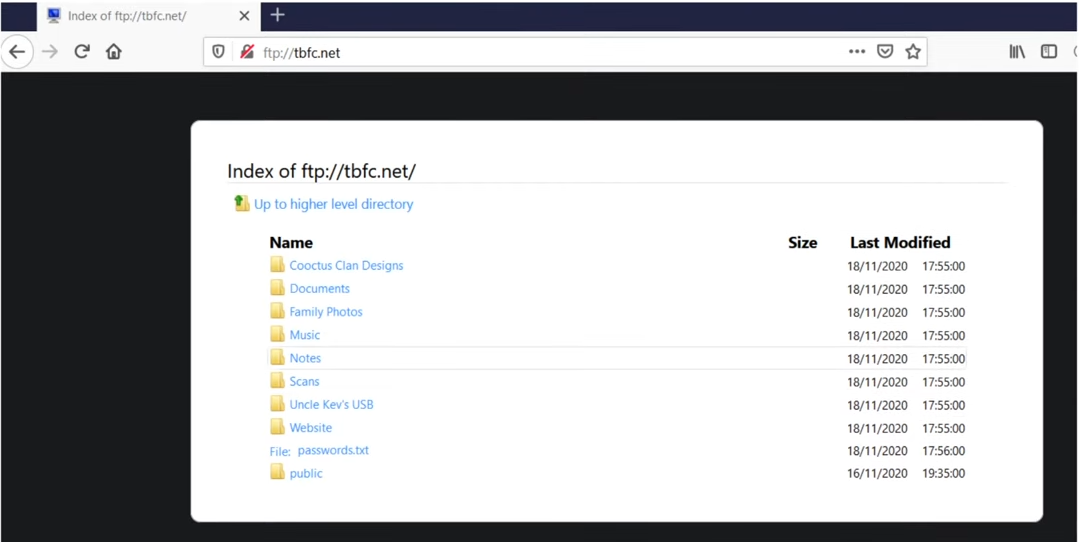 Index of ftp://tbfc.net/
ftp://tbfc.net
Index of ftp://tbfc.net/
Up to higher level directory
Name Size Last Modified
Cooctus Clan Designs 18/11/2020 17:55:00
Documents 18/11/2020 17:55:00
Family Photos 18/11/2020 17:55:00
Music 18/11/2020 17:55:00
Notes 18/11/2020 17:55:00
Scans 18/11/2020 17:55:00
Uncle Kev's USB 18/11/2020 17:55:00
Website 18/11/2020 17:55:00
File: passwords.txt 18/11/2020 17:56:00
public 16/11/2020 19:35:00